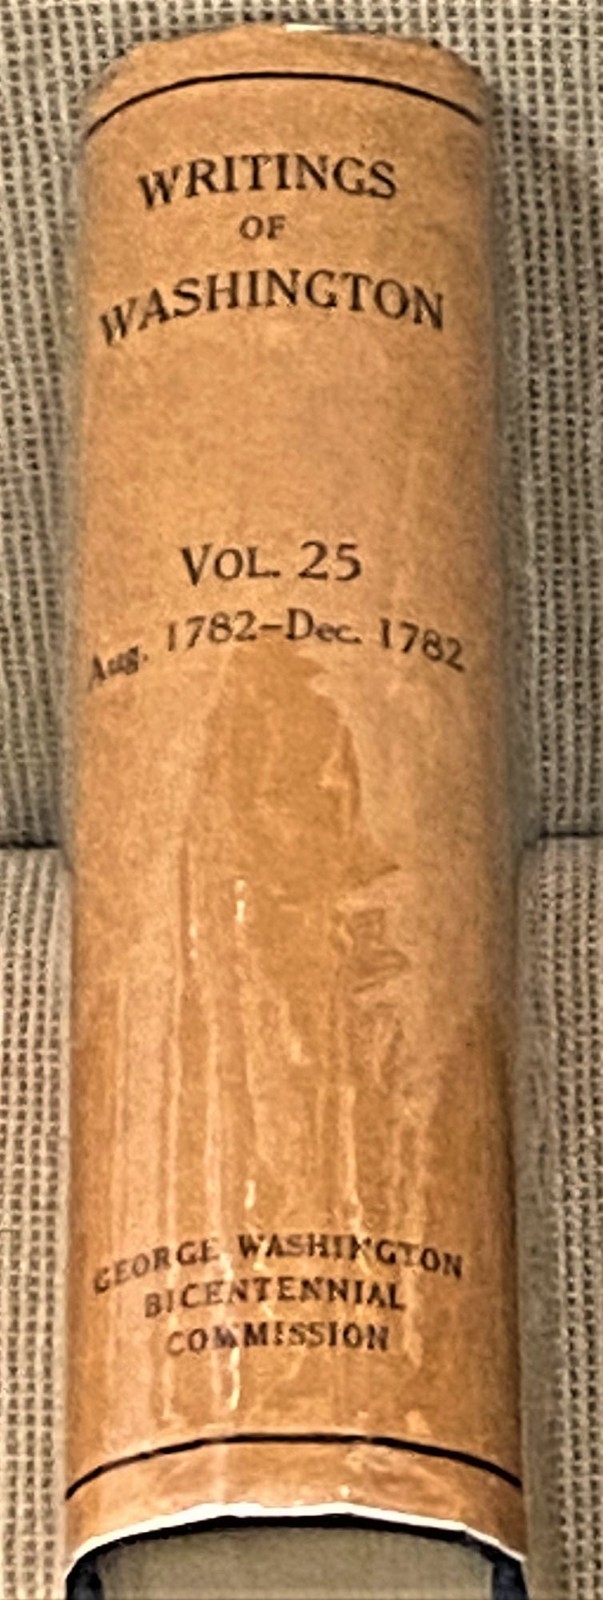 WRITINGS
OF
WASHINGTON
VOL. 25
Aug. 1782–Dec. 1782
GEORGE WASHINGTON
BICENTENNIAL
COMMISSION